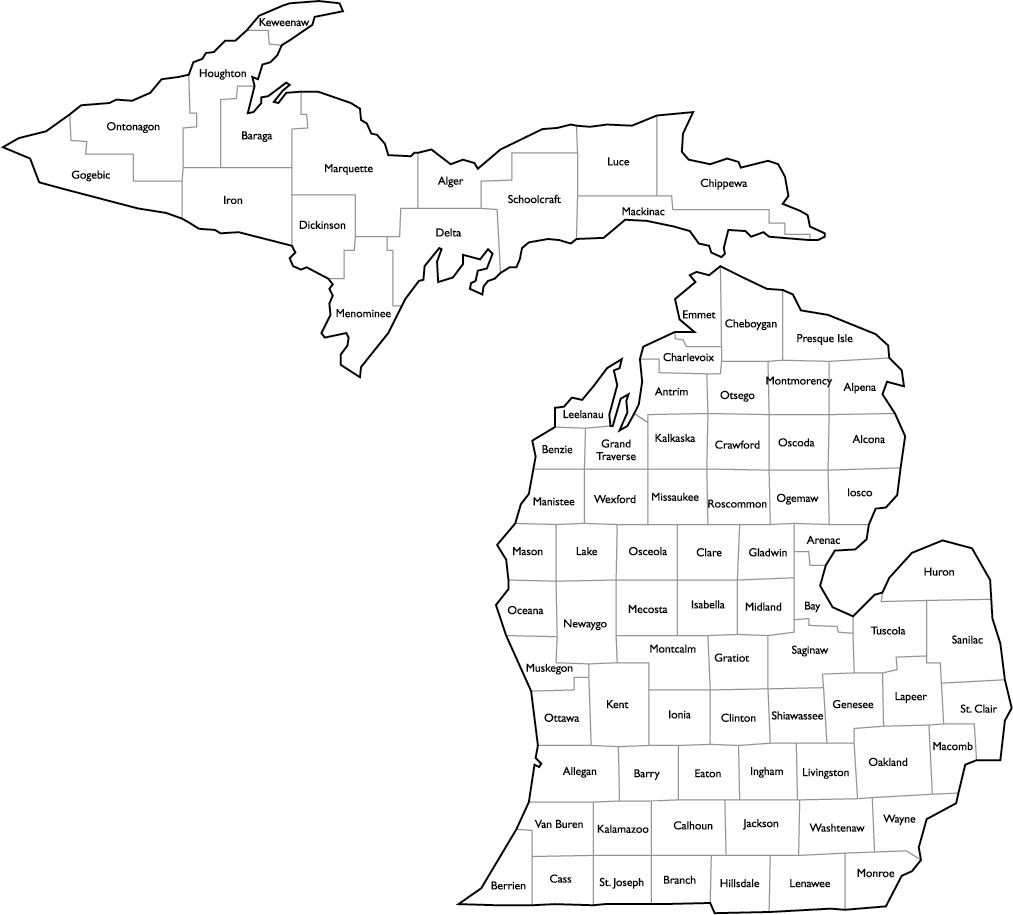 Keweenaw
Houghton
Ontonagon
Baraga
Gogebic
Marquette
Iron
Dickinson
Alger
Luce
Chippewa
Schoolcraft
Mackinac
Delta
Menominee
Emmet
Cheboygan
Presque Isle
Charlevoix
Antrim
Otsego
Montmorency
Alpena
Leelanau
Benzie
Grand
Traverse
Kalkaska
Crawford
Oscoda
Alcona
Manistee
Wexford
Missaukee
Roscommon
Ogemaw
Iosco
Mason
Lake
Osceola
Clare
Gladwin
Arenac
Huron
Oceana
Newaygo
Mecosta
Isabella
Midland
Bay
Tuscola
Sanilac
Muskegon
Montcalm
Gratiot
Saginaw
Ottawa
Kent
Ionia
Clinton
Shiawassee
Genesee
Lapeer
St. Clair
Allegan
Barry
Eaton
Ingham
Livingston
Oakland
Macomb
Van Buren
Kalamazoo
Calhoun
Jackson
Washtenaw
Wayne
Berrien
Cass
St. Joseph
Branch
Hillsdale
Lenawee
Monroe